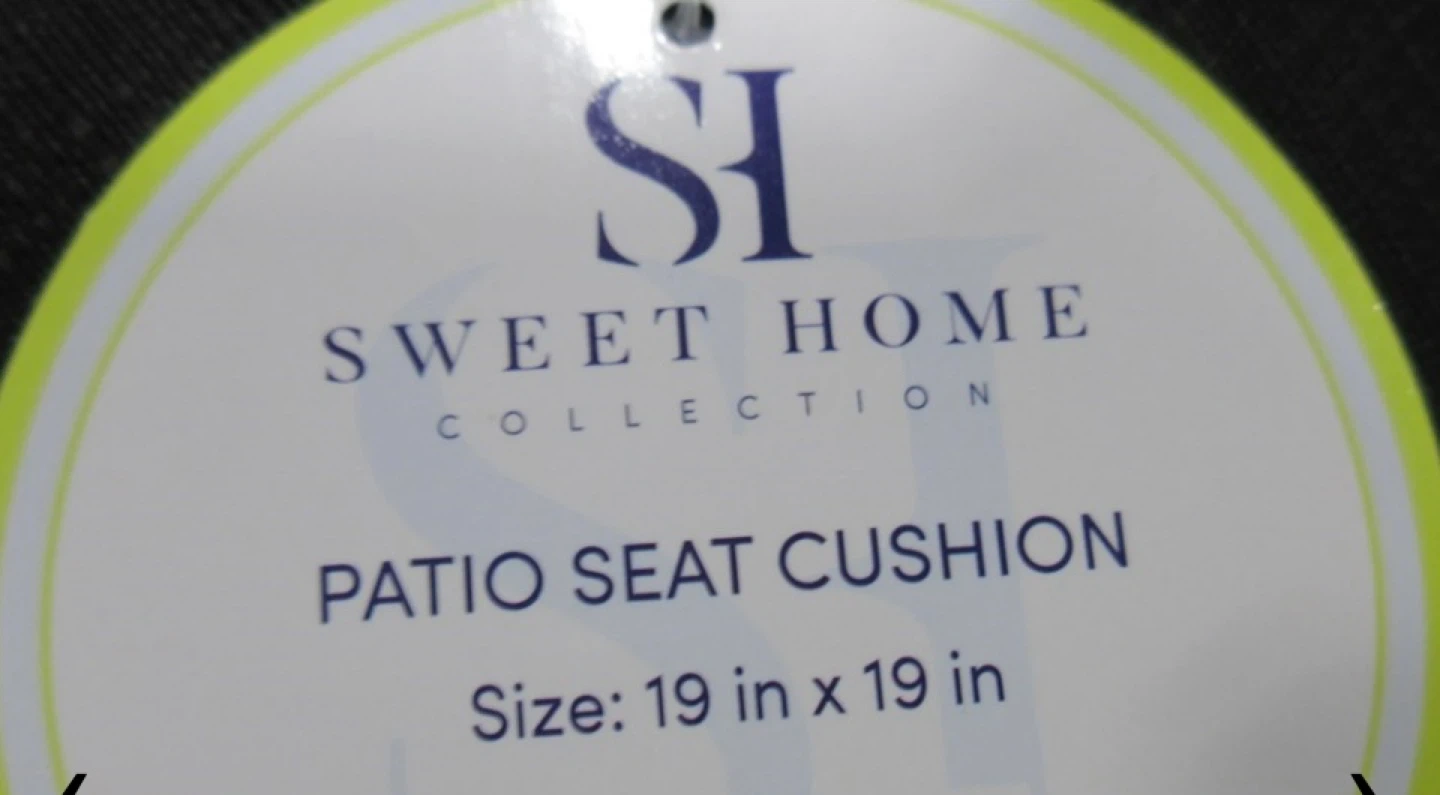 SH
SWEET HOME
COLLECTION
PATIO SEAT CUSHION
Size: 19 in x 19 in